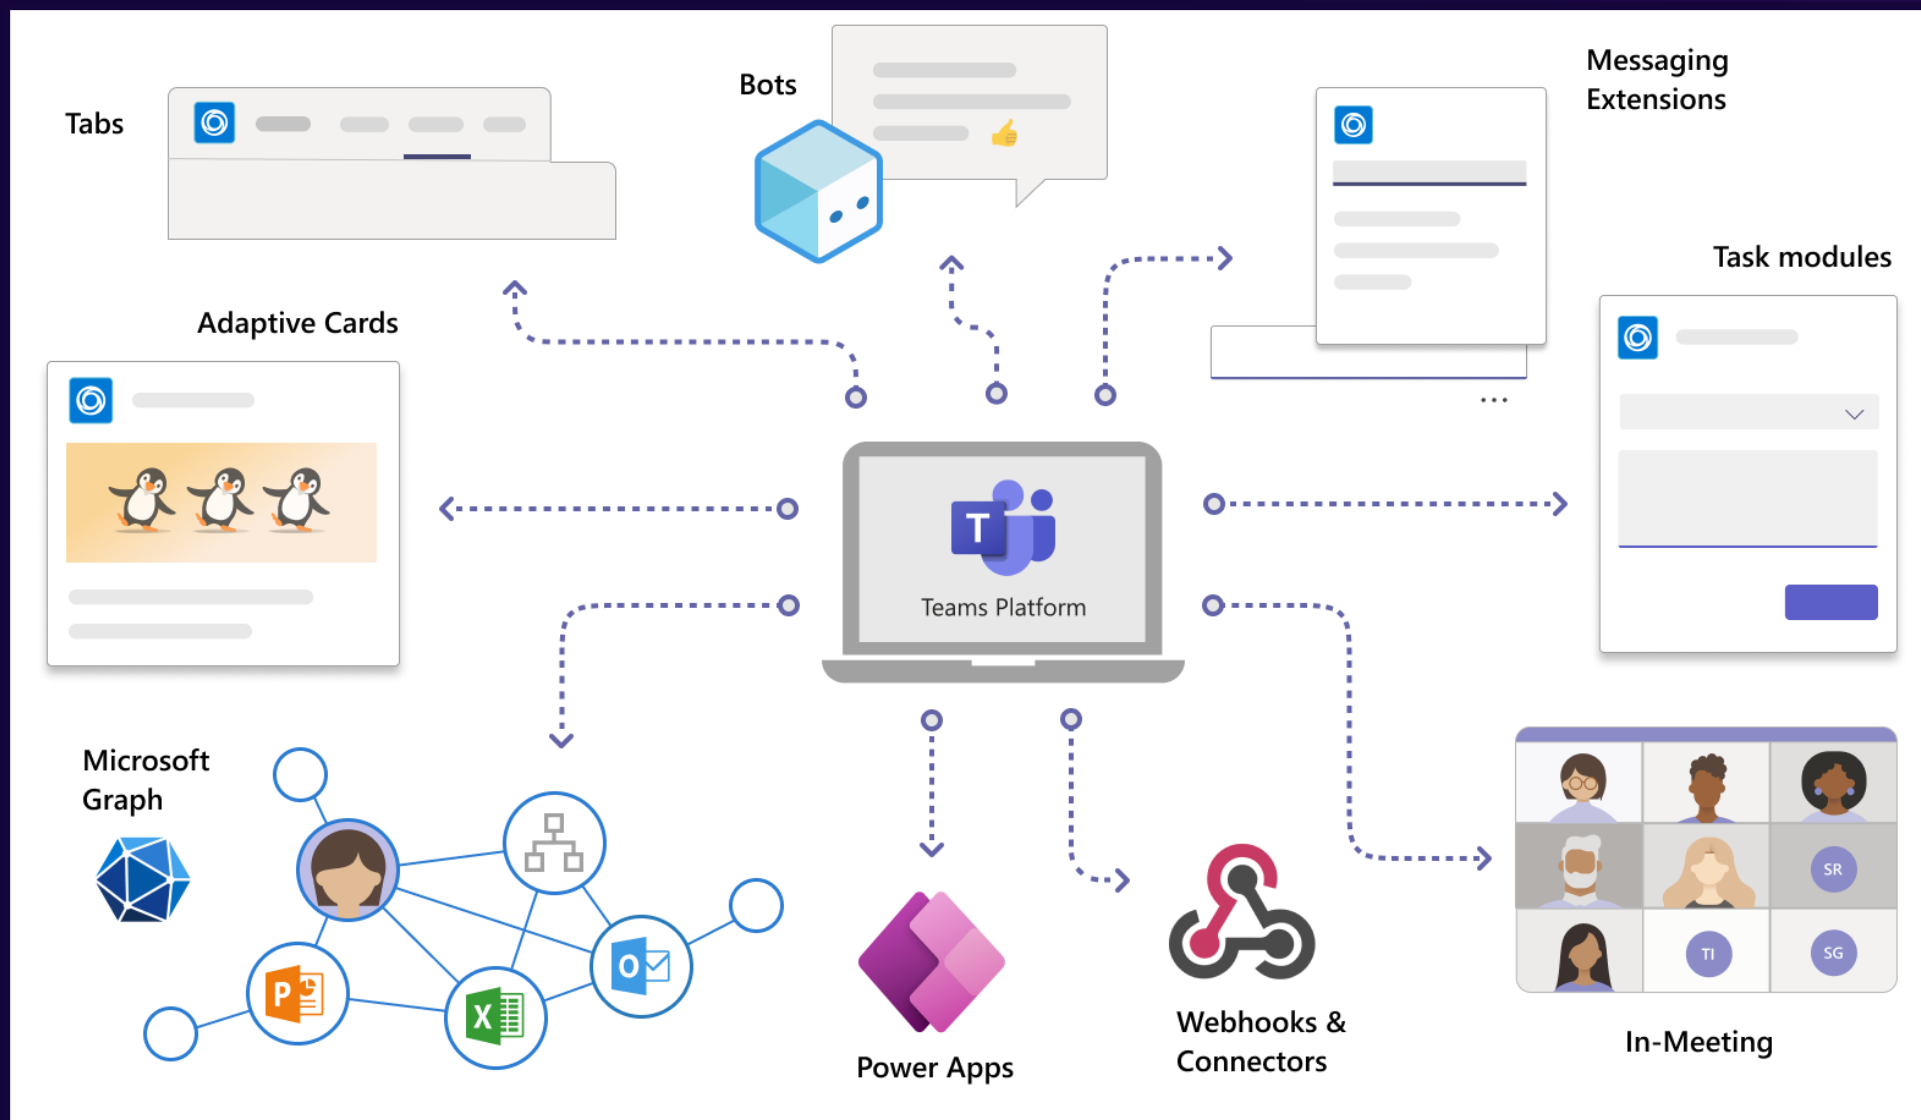 Tabs
Bots
Messaging
Extensions
Task modules
Adaptive Cards
T
Teams Platform
Microsoft
Graph
P
X
O
Power Apps
Webhooks &
Connectors
SR
TI
SG
In-Meeting